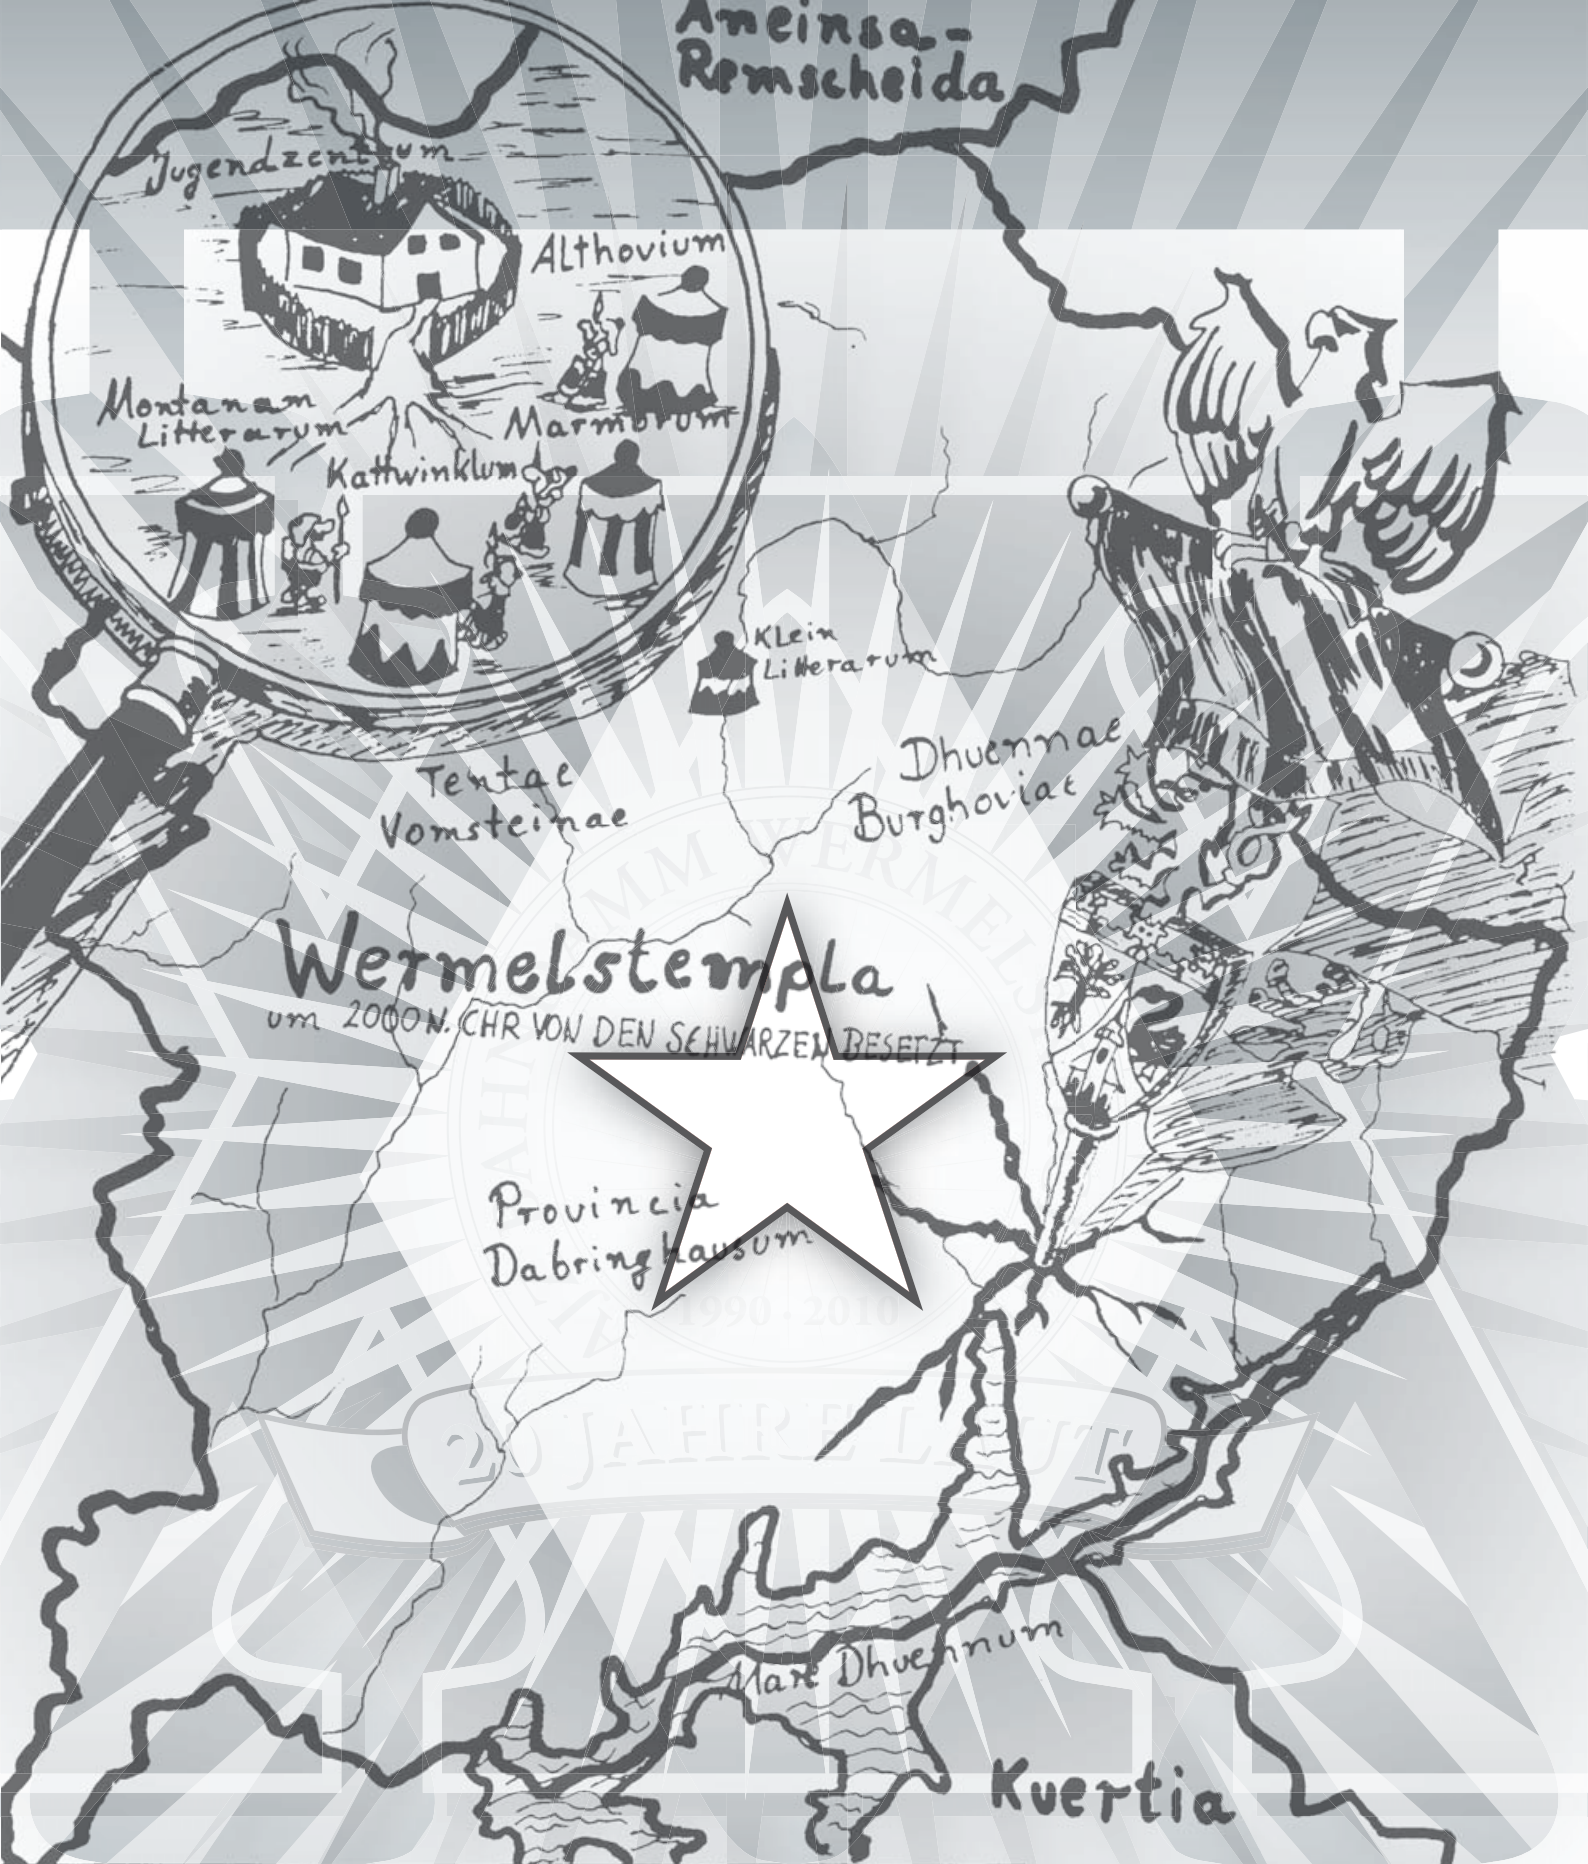 Aneinsa-
Remscheida
Jugendzentrum
Althovium
Montanam
Litterarum
Marmorum
Kattwinklum
Klein
Litterarum
Dhuennae
Burghoviae
Tentae
Vomsteinae
Wermelstempla
um 2000 N. CHR VON DEN SCHWARZEN BESETZT
Provincia
Dabringhausum
1990 · 2010
20 JAHRE LAUT
Mare Dhuennum
Kuertia